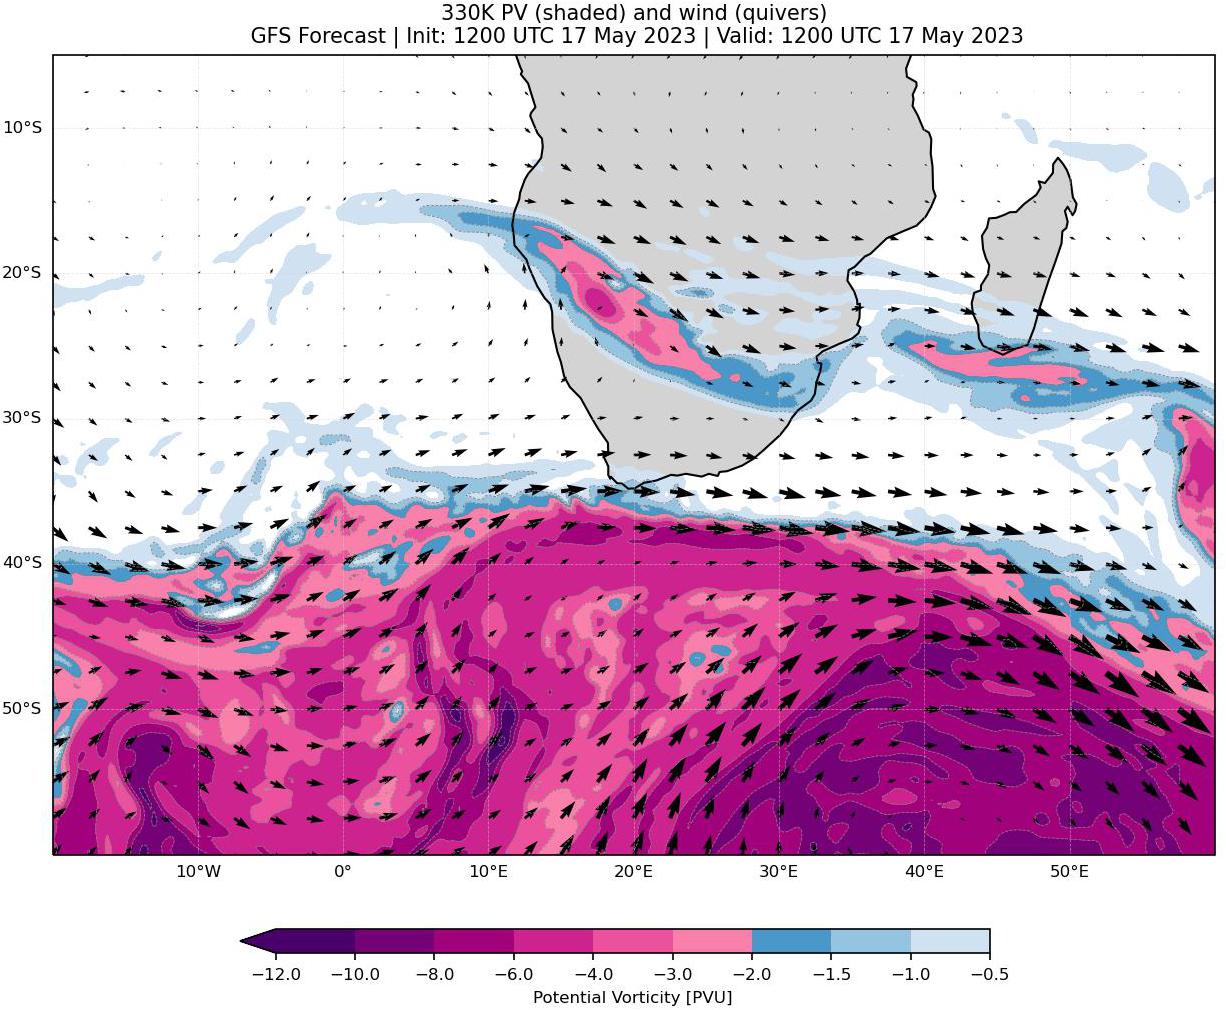 330K PV (shaded) and wind (quivers)
GFS Forecast | Init: 1200 UTC 17 May 2023 | Valid: 1200 UTC 17 May 2023
10°S
20°S
30°S
40°S
50°S
10°W 0° 10°E 20°E 30°E 40°E 50°E
−12.0 −10.0 −8.0 −6.0 −4.0 −3.0 −2.0 −1.5 −1.0 −0.5
Potential Vorticity [PVU]